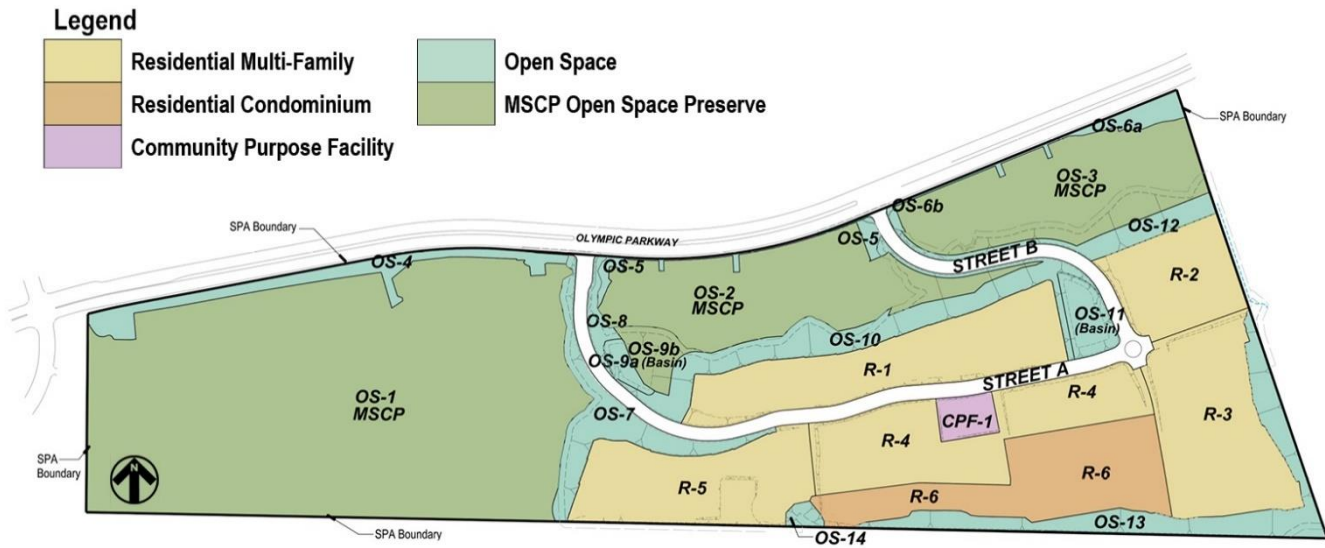 Legend
Residential Multi-Family
Residential Condominium
Community Purpose Facility
Open Space
MSCP Open Space Preserve
SPA Boundary
OS-6a
OS-3
MSCP
OS-6b
SPA Boundary
OLYMPIC PARKWAY
OS-5
OS-12
OS-4
OS-5
STREET B
R-2
OS-2
MSCP
OS-8
OS-11
(Basin)
OS-10
OS-9b
OS-9a (Basin)
R-1
STREET A
OS-1
MSCP
R-4
OS-7
CPF-1
R-3
R-4
SPA
Boundary
N
R-6
R-5
R-6
OS-13
SPA Boundary
OS-14